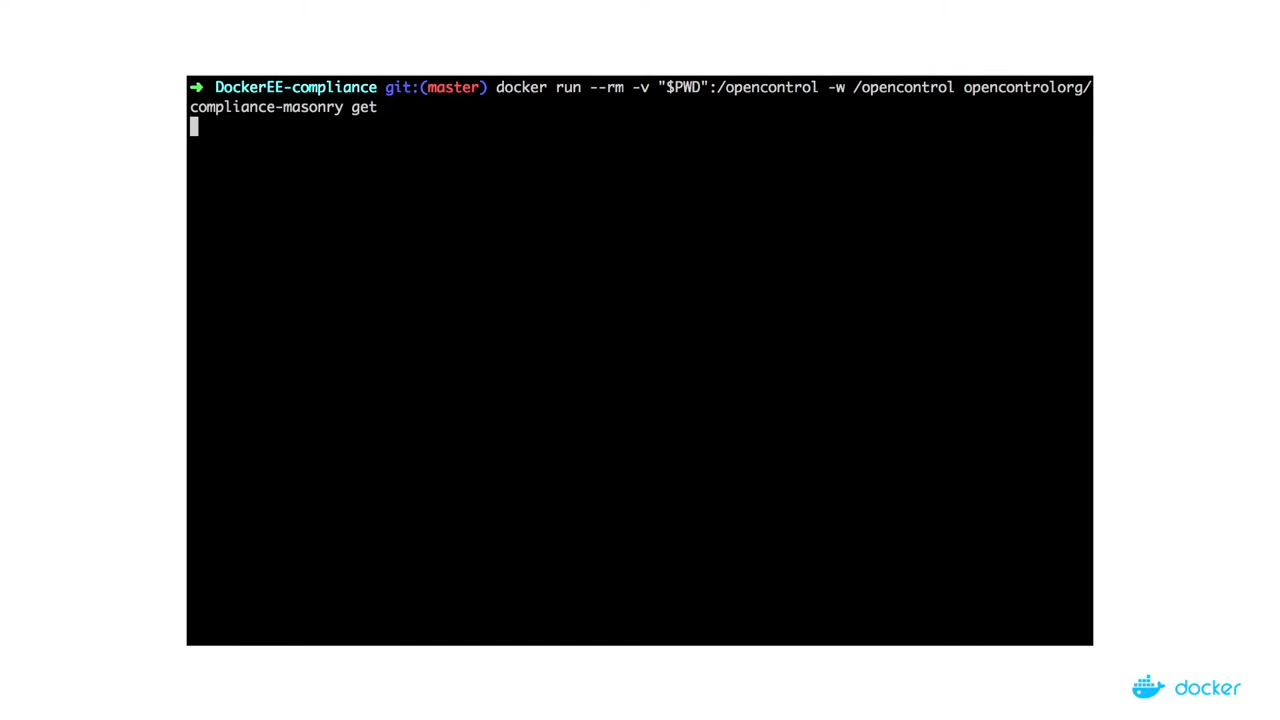 ➜ DockerEE-compliance git:(master) docker run --rm -v "$PWD":/opencontrol -w /opencontrol opencontrolorg/
compliance-masonry get
docker